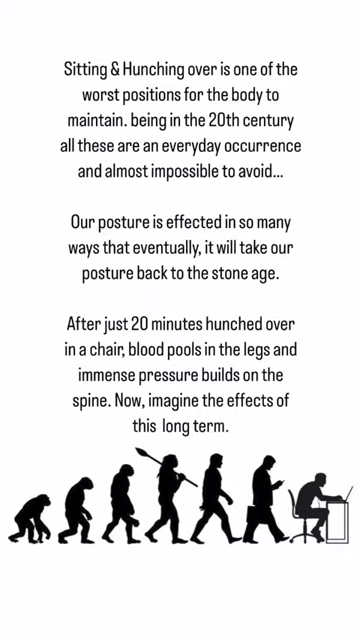 Sitting & Hunching over is one of the
worst positions for the body to
maintain. being in the 20th century
all these are an everyday occurrence
and almost impossible to avoid...
Our posture is effected in so many
ways that eventually, it will take our
posture back to the stone age.
After just 20 minutes hunched over
in a chair, blood pools in the legs and
immense pressure builds on the
spine. Now, imagine the effects of
this long term.